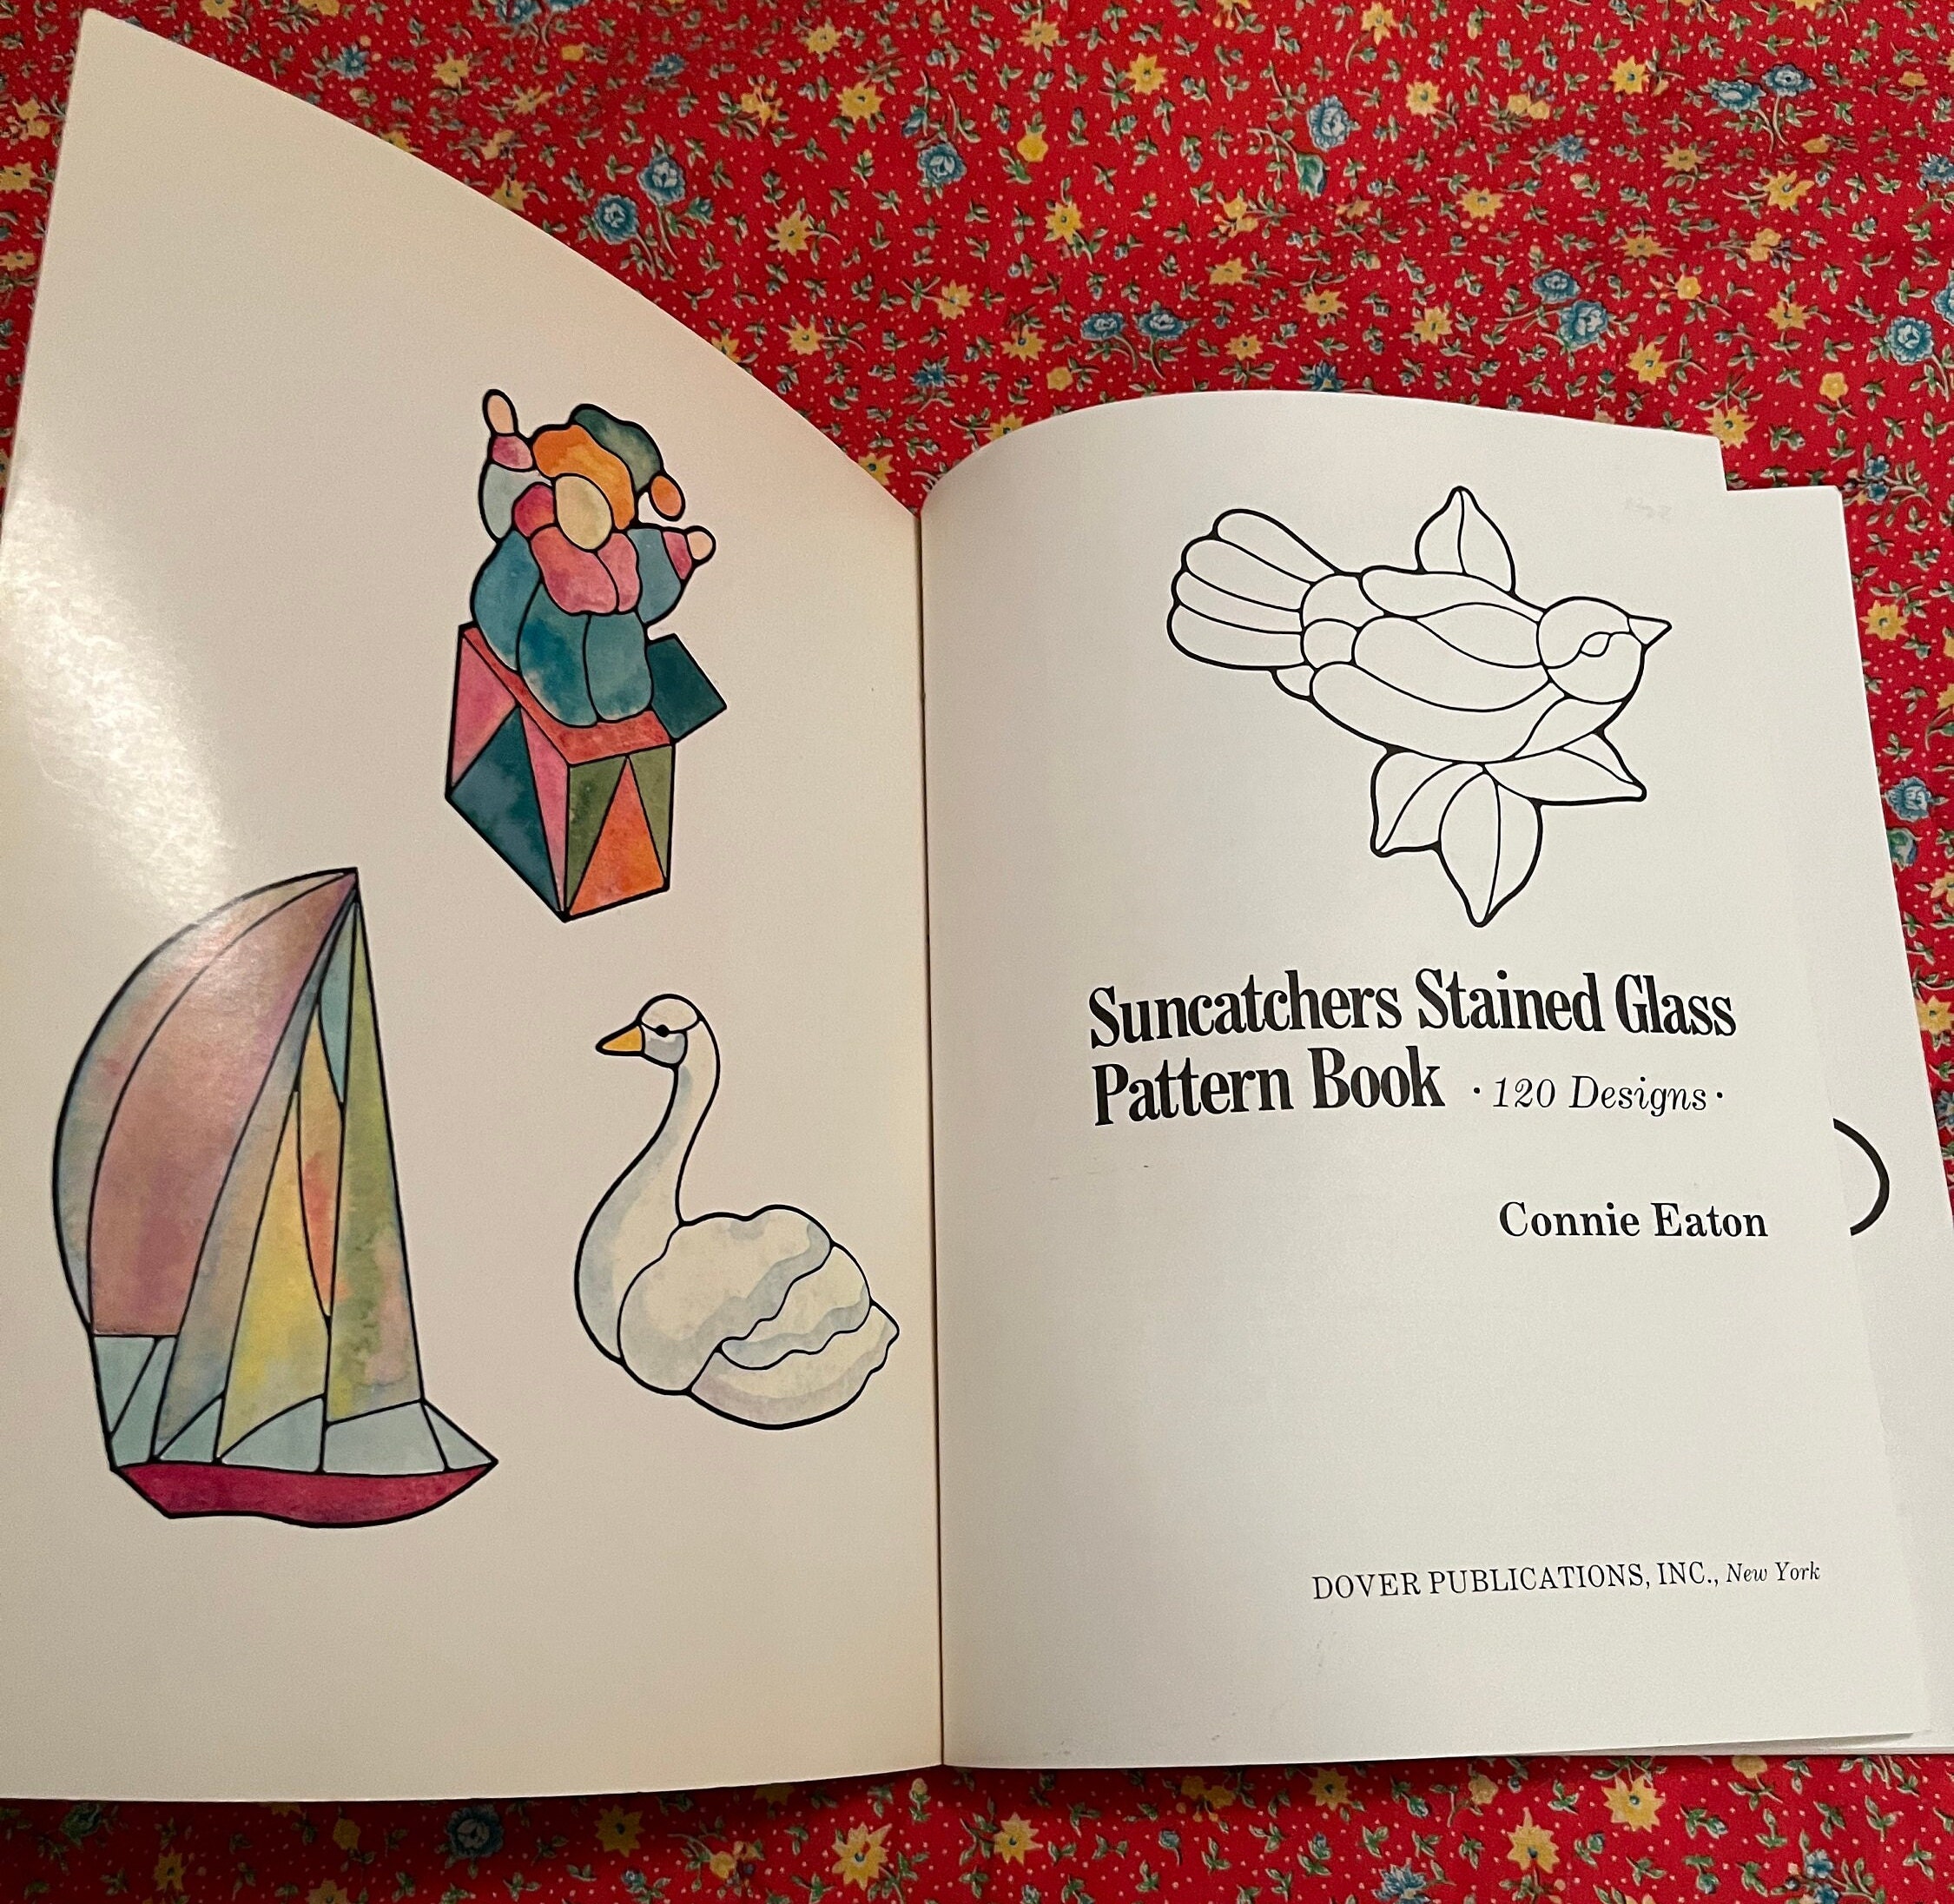 Suncatchers Stained Glass
Pattern Book · 120 Designs ·
Connie Eaton
DOVER PUBLICATIONS, INC., New York